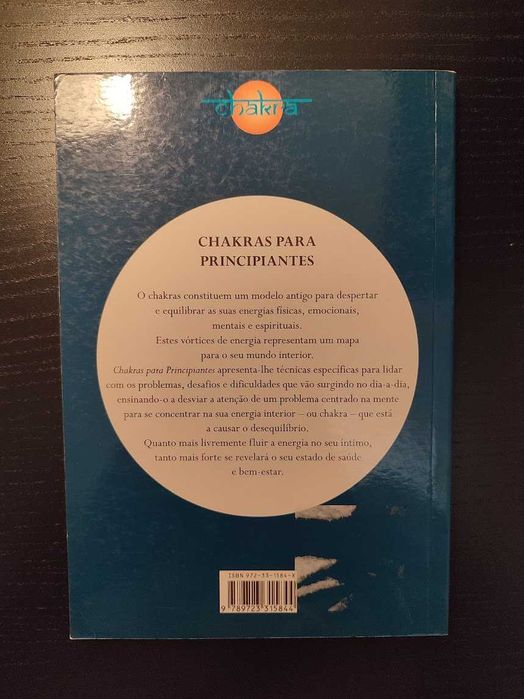 chakra
CHAKRAS PARA
PRINCIPIANTES
O chakras constituem um modelo antigo para despertar
e equilibrar as suas energias físicas, emocionais,
mentais e espirituais.
Estes vórtices de energia representam um mapa
para o seu mundo interior.
Chakras para Principiantes apresenta-lhe técnicas específicas para lidar
com os problemas, desafios e dificuldades que vão surgindo no dia-a-dia,
ensinando-o a desviar a atenção de um problema centrado na mente
para se concentrar na sua energia interior – ou chakra – que está
a causar o desequilíbrio.
Quanto mais livremente fluir a energia no seu íntimo,
tanto mais forte se revelará o seu estado de saúde
e bem-estar.
ISBN 972-33-1584-X
9 789723 315844